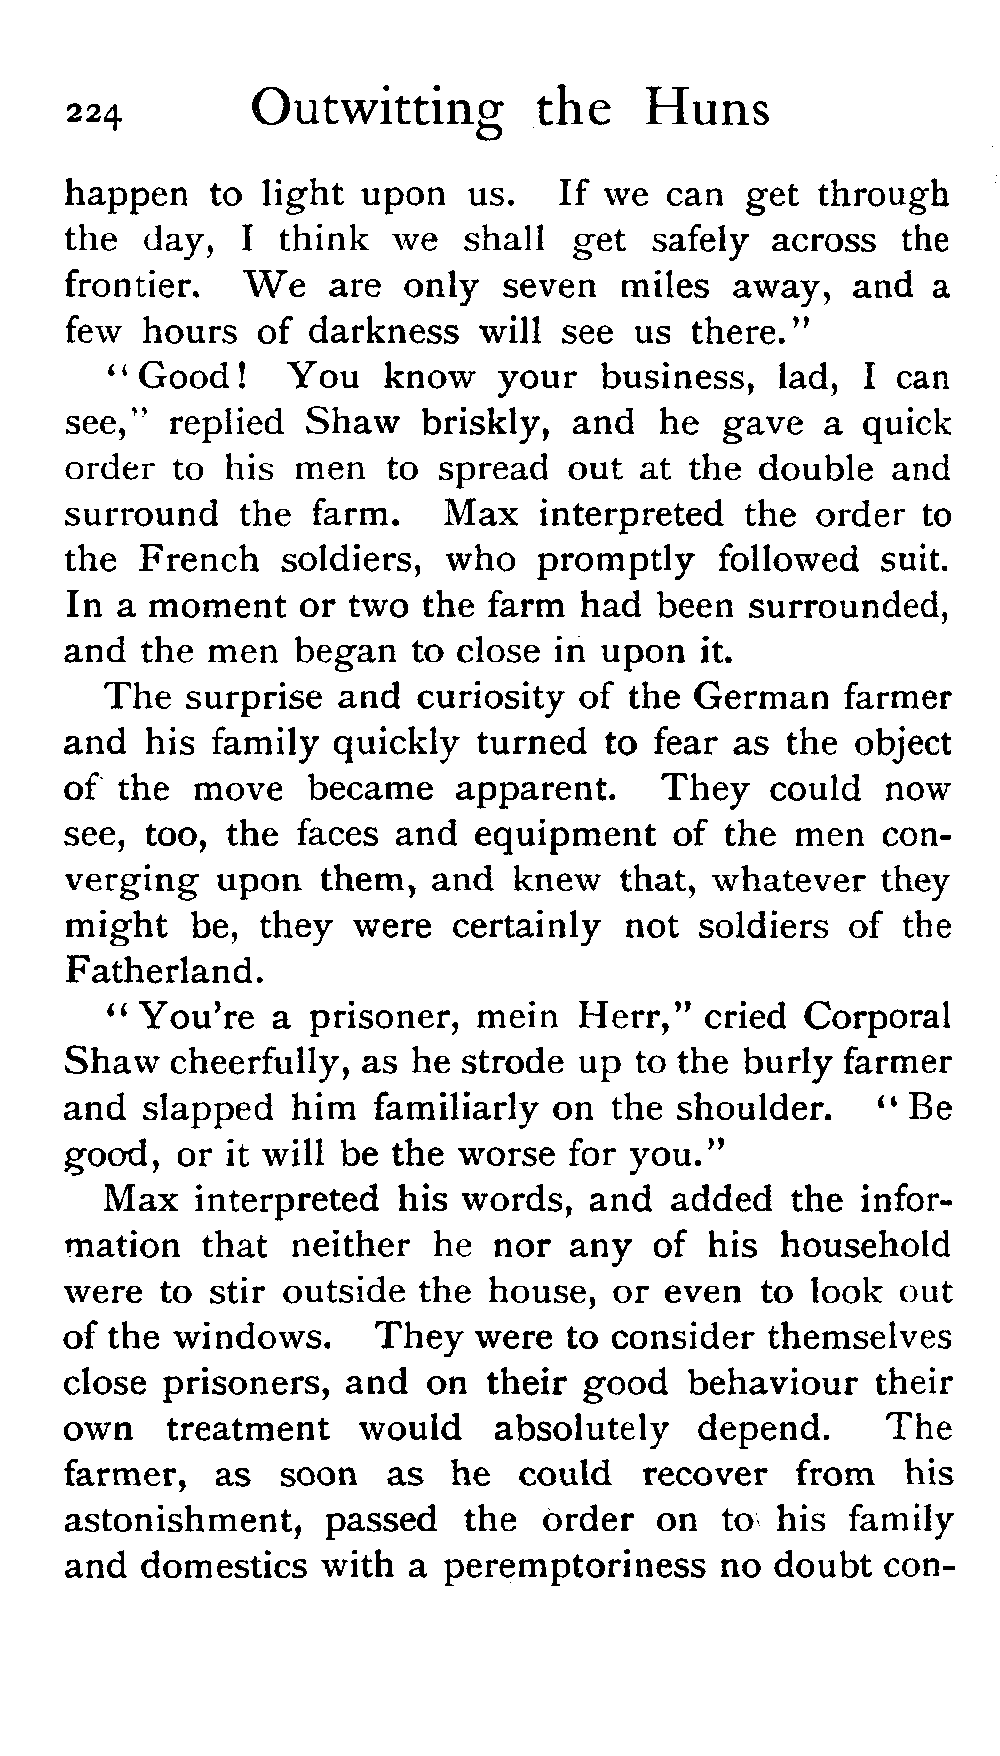 224 Outwitting the Huns
happen to light upon us. If we can get through
the day, I think we shall get safely across the
frontier. We are only seven miles away, and a
few hours of darkness will see us there."
"Good! You know your business, lad, I can
see," replied Shaw briskly, and he gave a quick
order to his men to spread out at the double and
surround the farm. Max interpreted the order to
the French soldiers, who promptly followed suit.
In a moment or two the farm had been surrounded,
and the men began to close in upon it.
The surprise and curiosity of the German farmer
and his family quickly turned to fear as the object
of the move became apparent. They could now
see, too, the faces and equipment of the men con-
verging upon them, and knew that, whatever they
might be, they were certainly not soldiers of the
Fatherland.
"You're a prisoner, mein Herr," cried Corporal
Shaw cheerfully, as he strode up to the burly farmer
and slapped him familiarly on the shoulder. "Be
good, or it will be the worse for you."
Max interpreted his words, and added the infor-
mation that neither he nor any of his household
were to stir outside the house, or even to look out
of the windows. They were to consider themselves
close prisoners, and on their good behaviour their
own treatment would absolutely depend. The
farmer, as soon as he could recover from his
astonishment, passed the order on to his family
and domestics with a peremptoriness no doubt con-